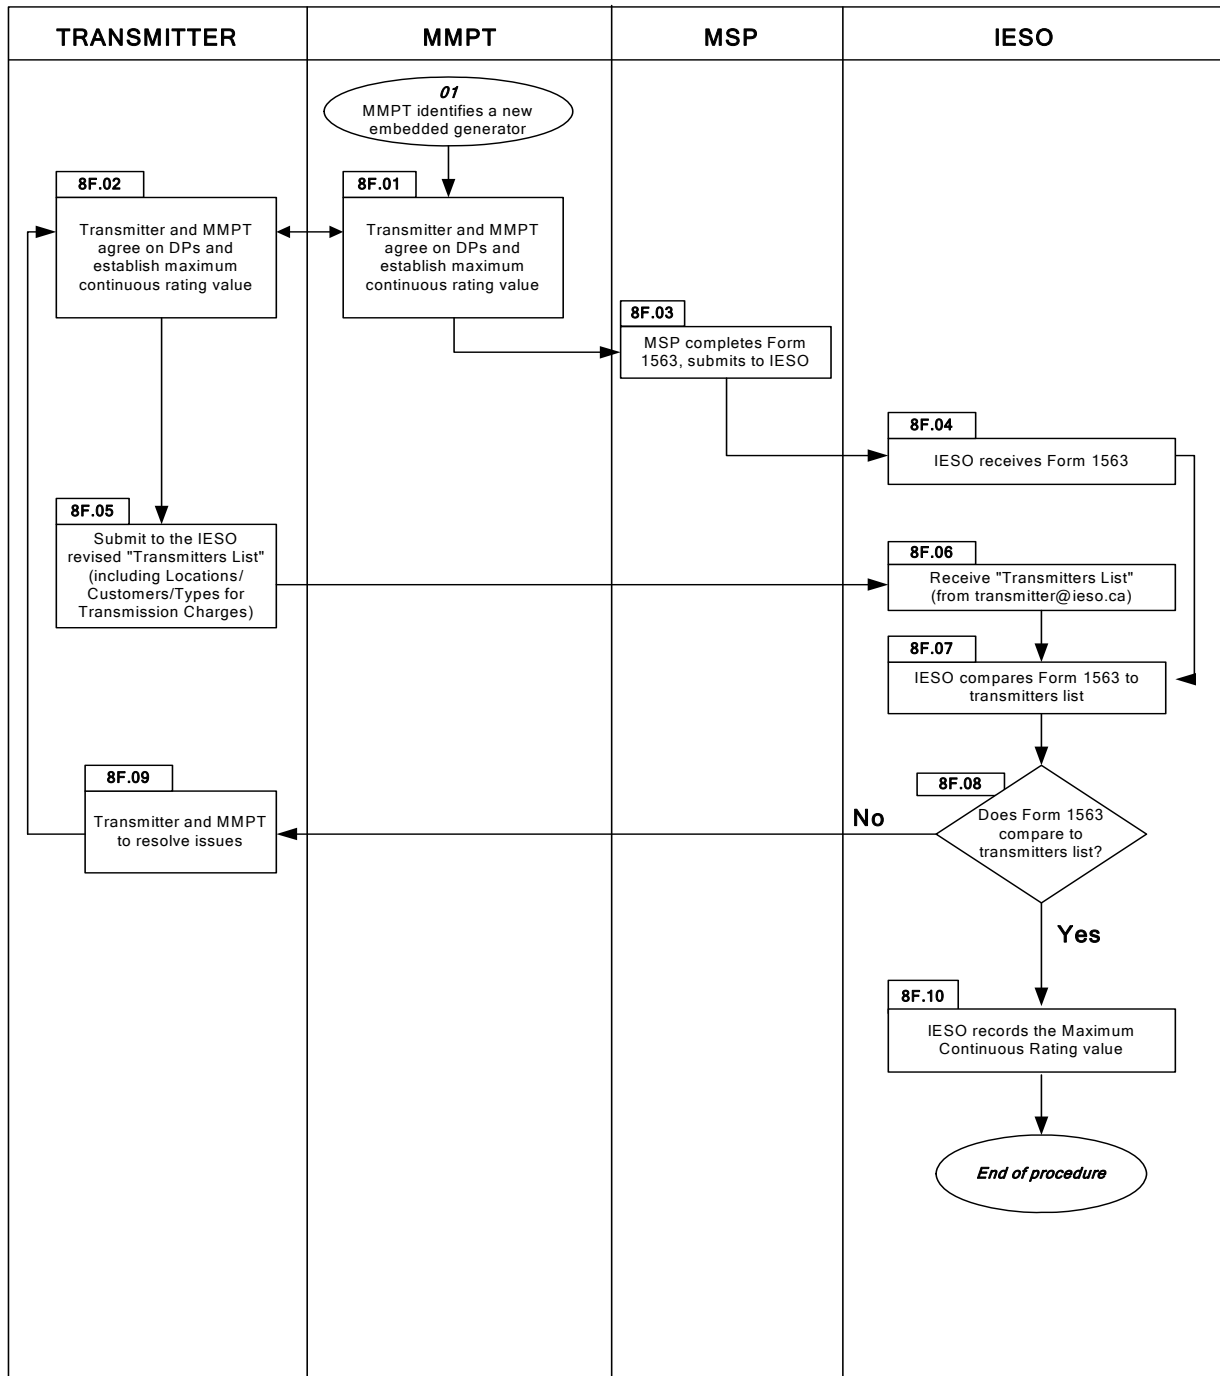 TRANSMITTER
MMPT
MSP
IESO
01
MMPT identifies a new
embedded generator
8F.02
Transmitter and MMPT
agree on DPs and
establish maximum
continuous rating value
8F.01
Transmitter and MMPT
agree on DPs and
establish maximum
continuous rating value
8F.03
MSP completes Form
1563, submits to IESO
8F.04
IESO receives Form 1563
8F.05
Submit to the IESO
revised "Transmitters List"
(including Locations/
Customers/Types for
Transmission Charges)
8F.06
Receive "Transmitters List"
(from transmitter@ieso.ca)
8F.07
IESO compares Form 1563 to
transmitters list
8F.08
Does Form 1563
compare to
transmitters list?
No
8F.09
Transmitter and MMPT
to resolve issues
Yes
8F.10
IESO records the Maximum
Continuous Rating value
End of procedure